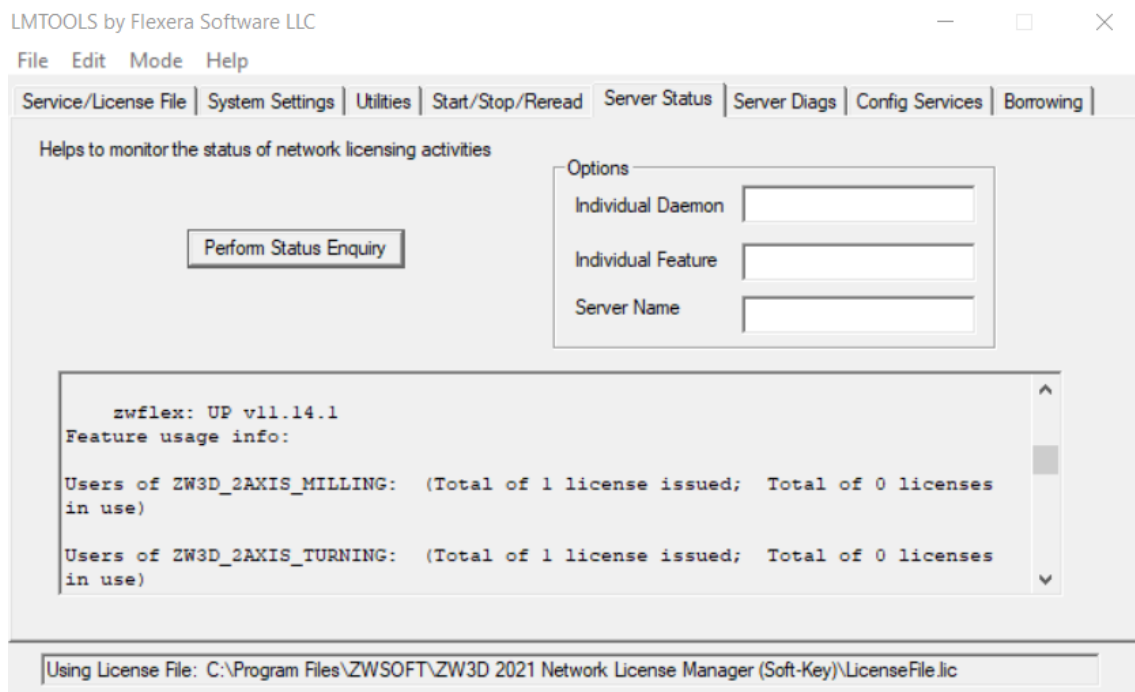 LMTOOLS by Flexera Software LLC
File Edit Mode Help
Service/License File System Settings Utilities Start/Stop/Reread Server Status Server Diags Config Services Borrowing
Helps to monitor the status of network licensing activities
Options
Individual Daemon
Perform Status Enquiry
Individual Feature
Server Name
zwflex: UP v11.14.1
Feature usage info:
Users of ZW3D_2AXIS_MILLING: (Total of 1 license issued; Total of 0 licenses
in use)
Users of ZW3D_2AXIS_TURNING: (Total of 1 license issued; Total of 0 licenses
in use)
Using License File: C:\Program Files\ZWSOFT\ZW3D 2021 Network License Manager (Soft-Key)\LicenseFile.lic